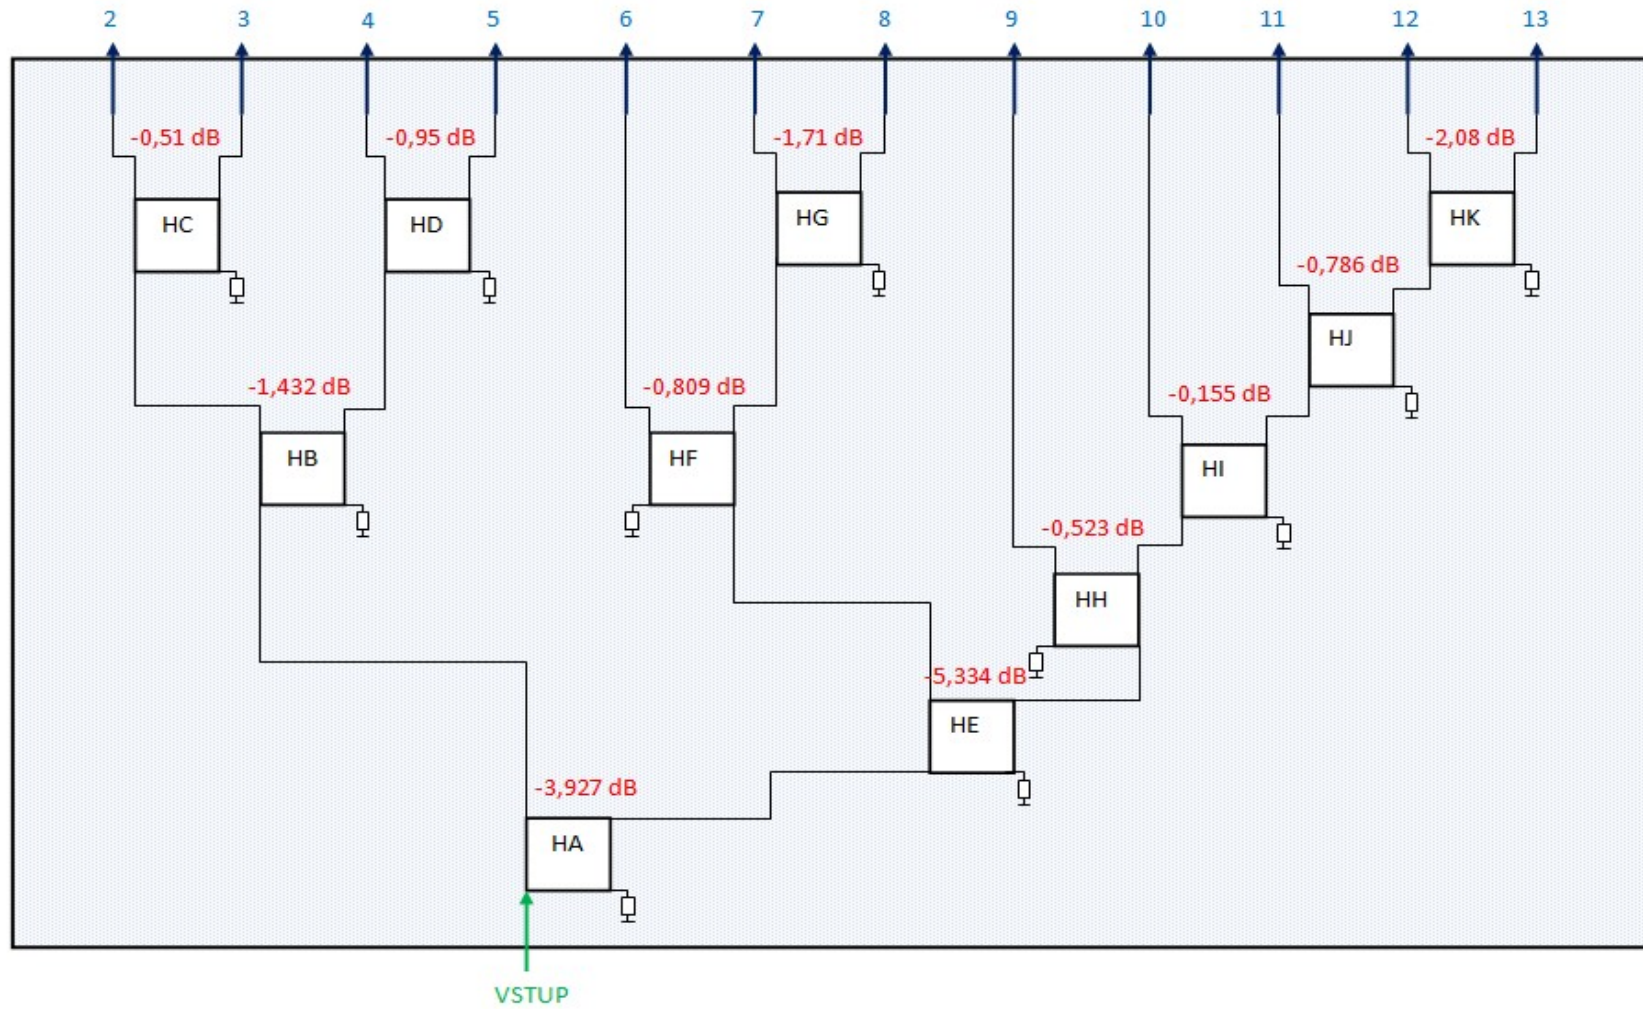 2 3 4 5 6 7 8 9 10 11 12 13
-0,51 dB -0,95 dB -1,71 dB -2,08 dB
HC HD HG HK
-0,786 dB
HJ
-1,432 dB -0,809 dB -0,155 dB
HB HF HI
-0,523 dB
HH
-5,334 dB
HE
-3,927 dB
HA
VSTUP